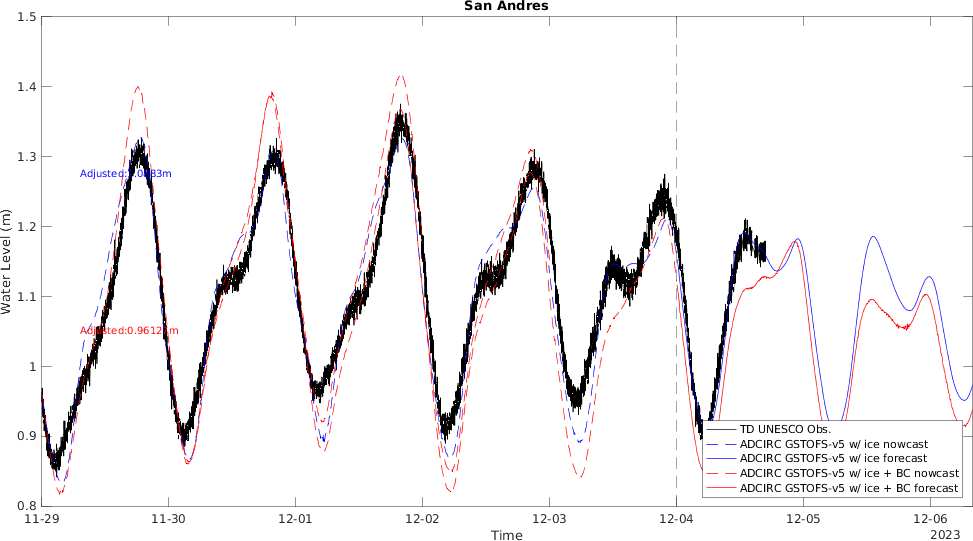 San Andres
1.5
1.4
1.3
1.2
1.1
1
0.9
0.8
Water Level (m)
Adjusted:
Adjusted:0.9612
11-29
11-30
12-01
12-02
12-03
12-04
12-05
12-06
Time
2023
TD UNESCO Obs.
ADCIRC GSTOFS-v5 w/ ice nowcast
ADCIRC GSTOFS-v5 w/ ice forecast
ADCIRC GSTOFS-v5 w/ ice + BC nowcast
ADCIRC GSTOFS-v5 w/ ice + BC forecast